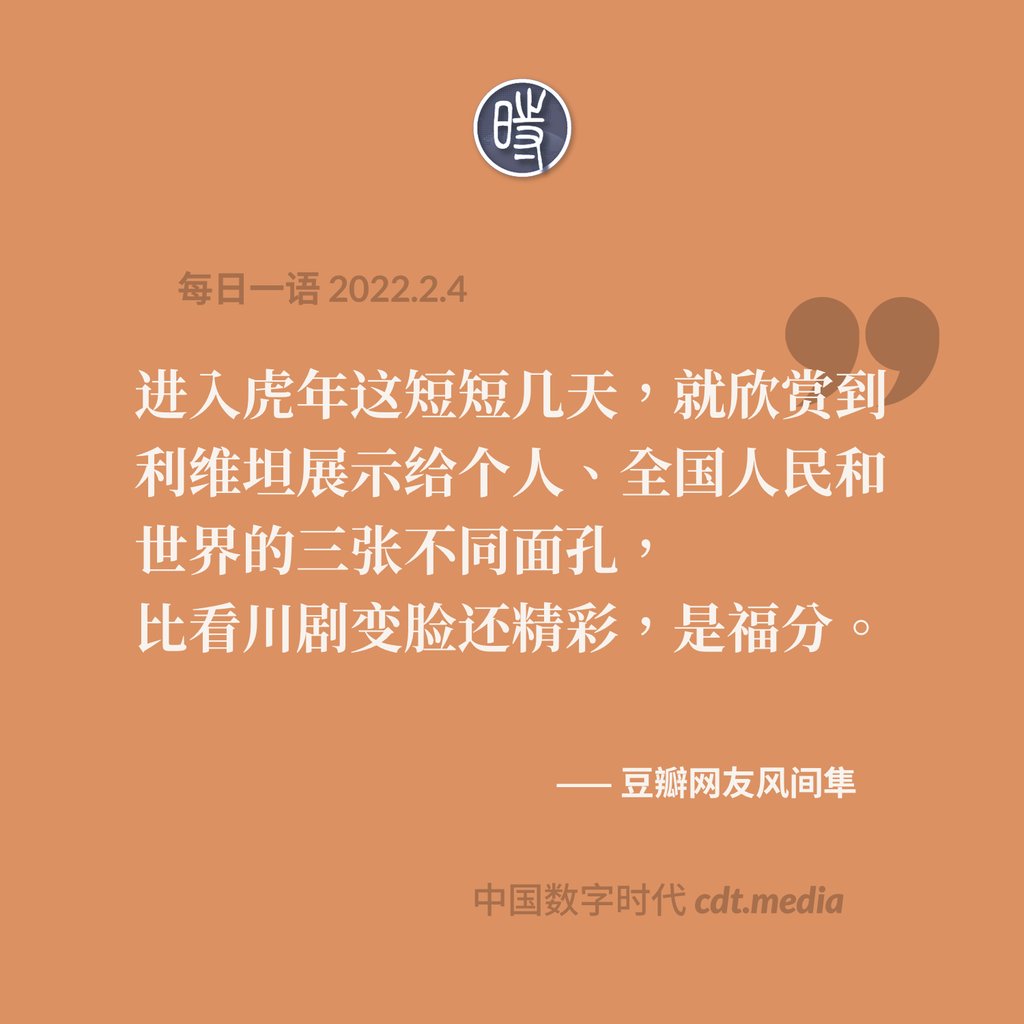 時
每日一语 2022.2.4
”
进入虎年这短短几天，就欣赏到
利维坦展示给个人、全国人民和
世界的三张不同面孔，
比看川剧变脸还精彩，是福分。
—— 豆瓣网友风间隼
中国数字时代 cdt.media